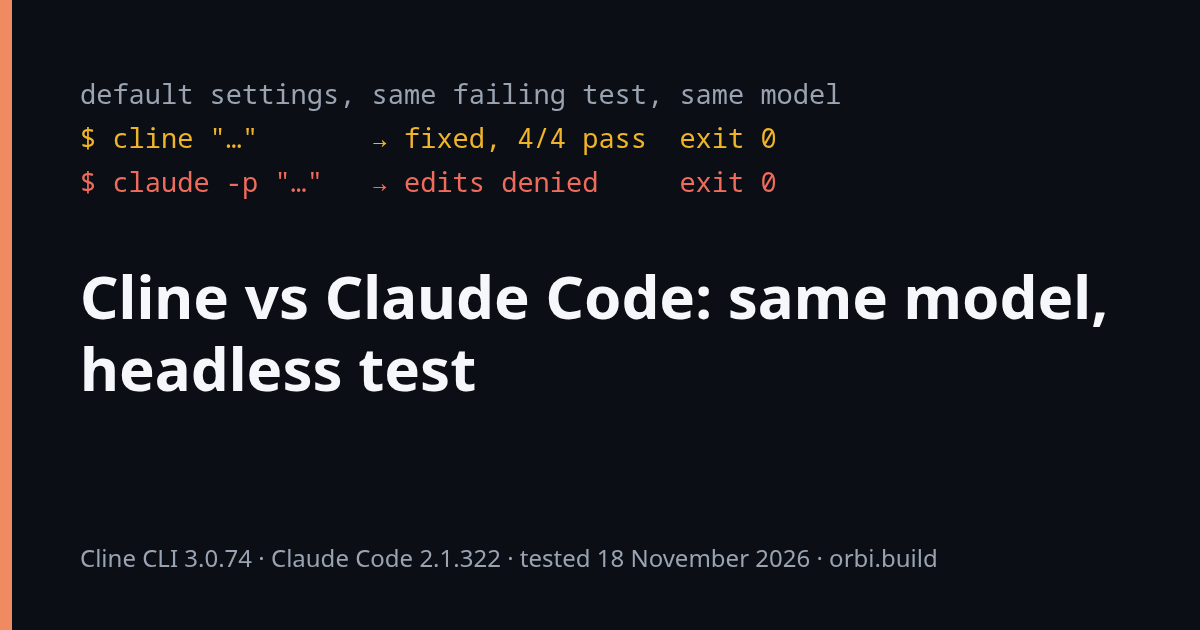 default settings, same failing test, same model
$ cline "…" → fixed, 4/4 pass exit 0
$ claude -p "…" → edits denied exit 0
Cline vs Claude Code: same model,
headless test
Cline CLI 3.0.74 · Claude Code 2.1.322 · tested 18 November 2026 · orbi.build